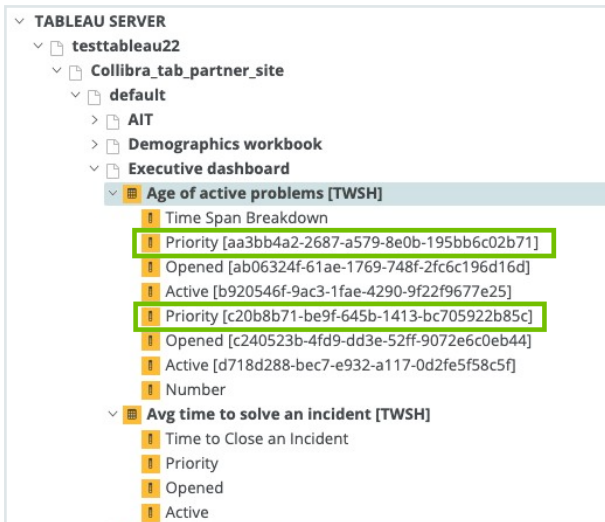 TABLEAU SERVER
testtableau22
Collibra_tab_partner_site
default
AIT
Demographics workbook
Executive dashboard
Age of active problems [TWSH]
Time Span Breakdown
Priority [aa3bb4a2-2687-a579-8e0b-195bb6c02b71]
Opened [ab06324f-61ae-1769-748f-2fc6c196d16d]
Active [b920546f-9ac3-1fae-4290-9f22f9677e25]
Priority [c20b8b71-be9f-645b-1413-bc705922b85c]
Opened [c240523b-4fd9-dd3e-52ff-9072e6c0eb44]
Active [d718d288-bec7-e932-a117-0d2fe5f58c5f]
Number
Avg time to solve an incident [TWSH]
Time to Close an Incident
Priority
Opened
Active